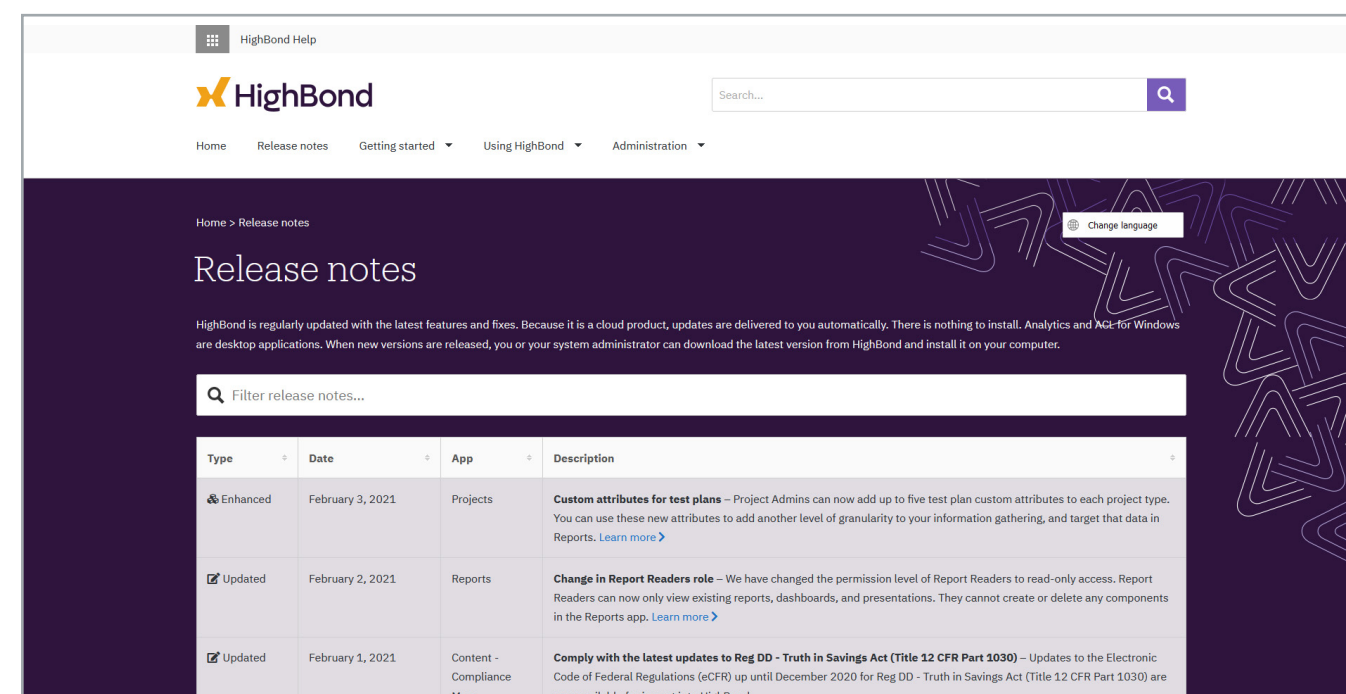 HighBond Help
HighBond
Search...
Home Release notes Getting started Using HighBond Administration
Home > Release notes
Change language
Release notes
HighBond is regularly updated with the latest features and fixes. Because it is a cloud product, updates are delivered to you automatically. There is nothing to install. Analytics and ACL for Windows
are desktop applications. When new versions are released, you or your system administrator can download the latest version from HighBond and install it on your computer.
Filter release notes...
Type Date App Description
Enhanced February 3, 2021 Projects Custom attributes for test plans – Project Admins can now add up to five test plan custom attributes to each project type.
You can use these new attributes to add another level of granularity to your information gathering, and target that data in
Reports. Learn more
Updated February 2, 2021 Reports Change in Report Readers role – We have changed the permission level of Report Readers to read-only access. Report
Readers can now only view existing reports, dashboards, and presentations. They cannot create or delete any components
in the Reports app. Learn more
Updated February 1, 2021 Content - Comply with the latest updates to Reg DD - Truth in Savings Act (Title 12 CFR Part 1030) – Updates to the Electronic
Compliance Code of Federal Regulations (eCFR) up until December 2020 for Reg DD - Truth in Savings Act (Title 12 CFR Part 1030) are